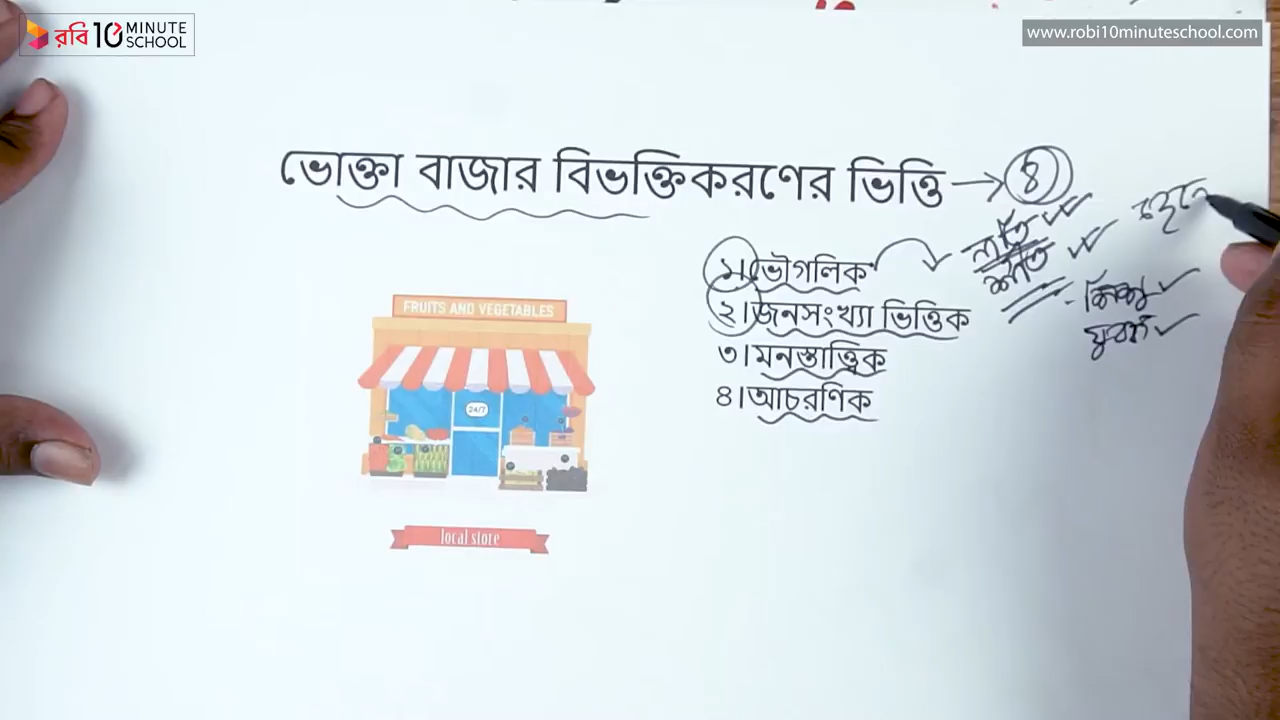 রবি 10 MINUTE SCHOOL
www.robi10minuteschool.com
ভোক্তা বাজার বিভক্তিকরণের ভিত্তি → ৪
১। ভৌগলিক
২। জনসংখ্যা ভিত্তিক
৩। মনস্তাত্ত্বিক
৪। আচরণিক
শিশু
যুবক
FRUITS AND VEGETABLES
24/7
local store